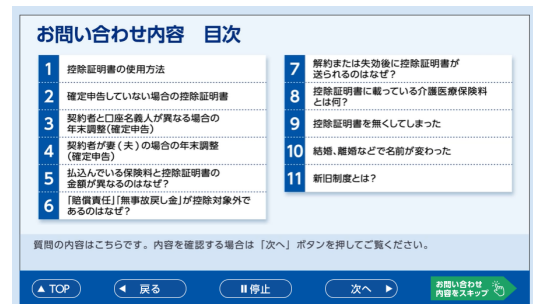 お問い合わせ内容　目次
1 控除証明書の使用方法
2 確定申告していない場合の控除証明書
3 契約者と口座名義人が異なる場合の
年末調整(確定申告)
4 契約者が妻(夫)の場合の年末調整
(確定申告)
5 払込んでいる保険料と控除証明書の
金額が異なるのはなぜ？
6 「賠償責任」「無事故戻し金」が控除対象外で
あるのはなぜ？
7 解約または失効後に控除証明書が
送られるのはなぜ？
8 控除証明書に載っている介護医療保険料
とは何？
9 控除証明書を無くしてしまった
10 結婚、離婚などで名前が変わった
11 新旧制度とは？
質問の内容はこちらです。内容を確認する場合は「次へ」ボタンを押してご覧ください。
▲ TOP
◀ 戻る
II 停止
次へ ▶
お問い合わせ
内容をスキップ